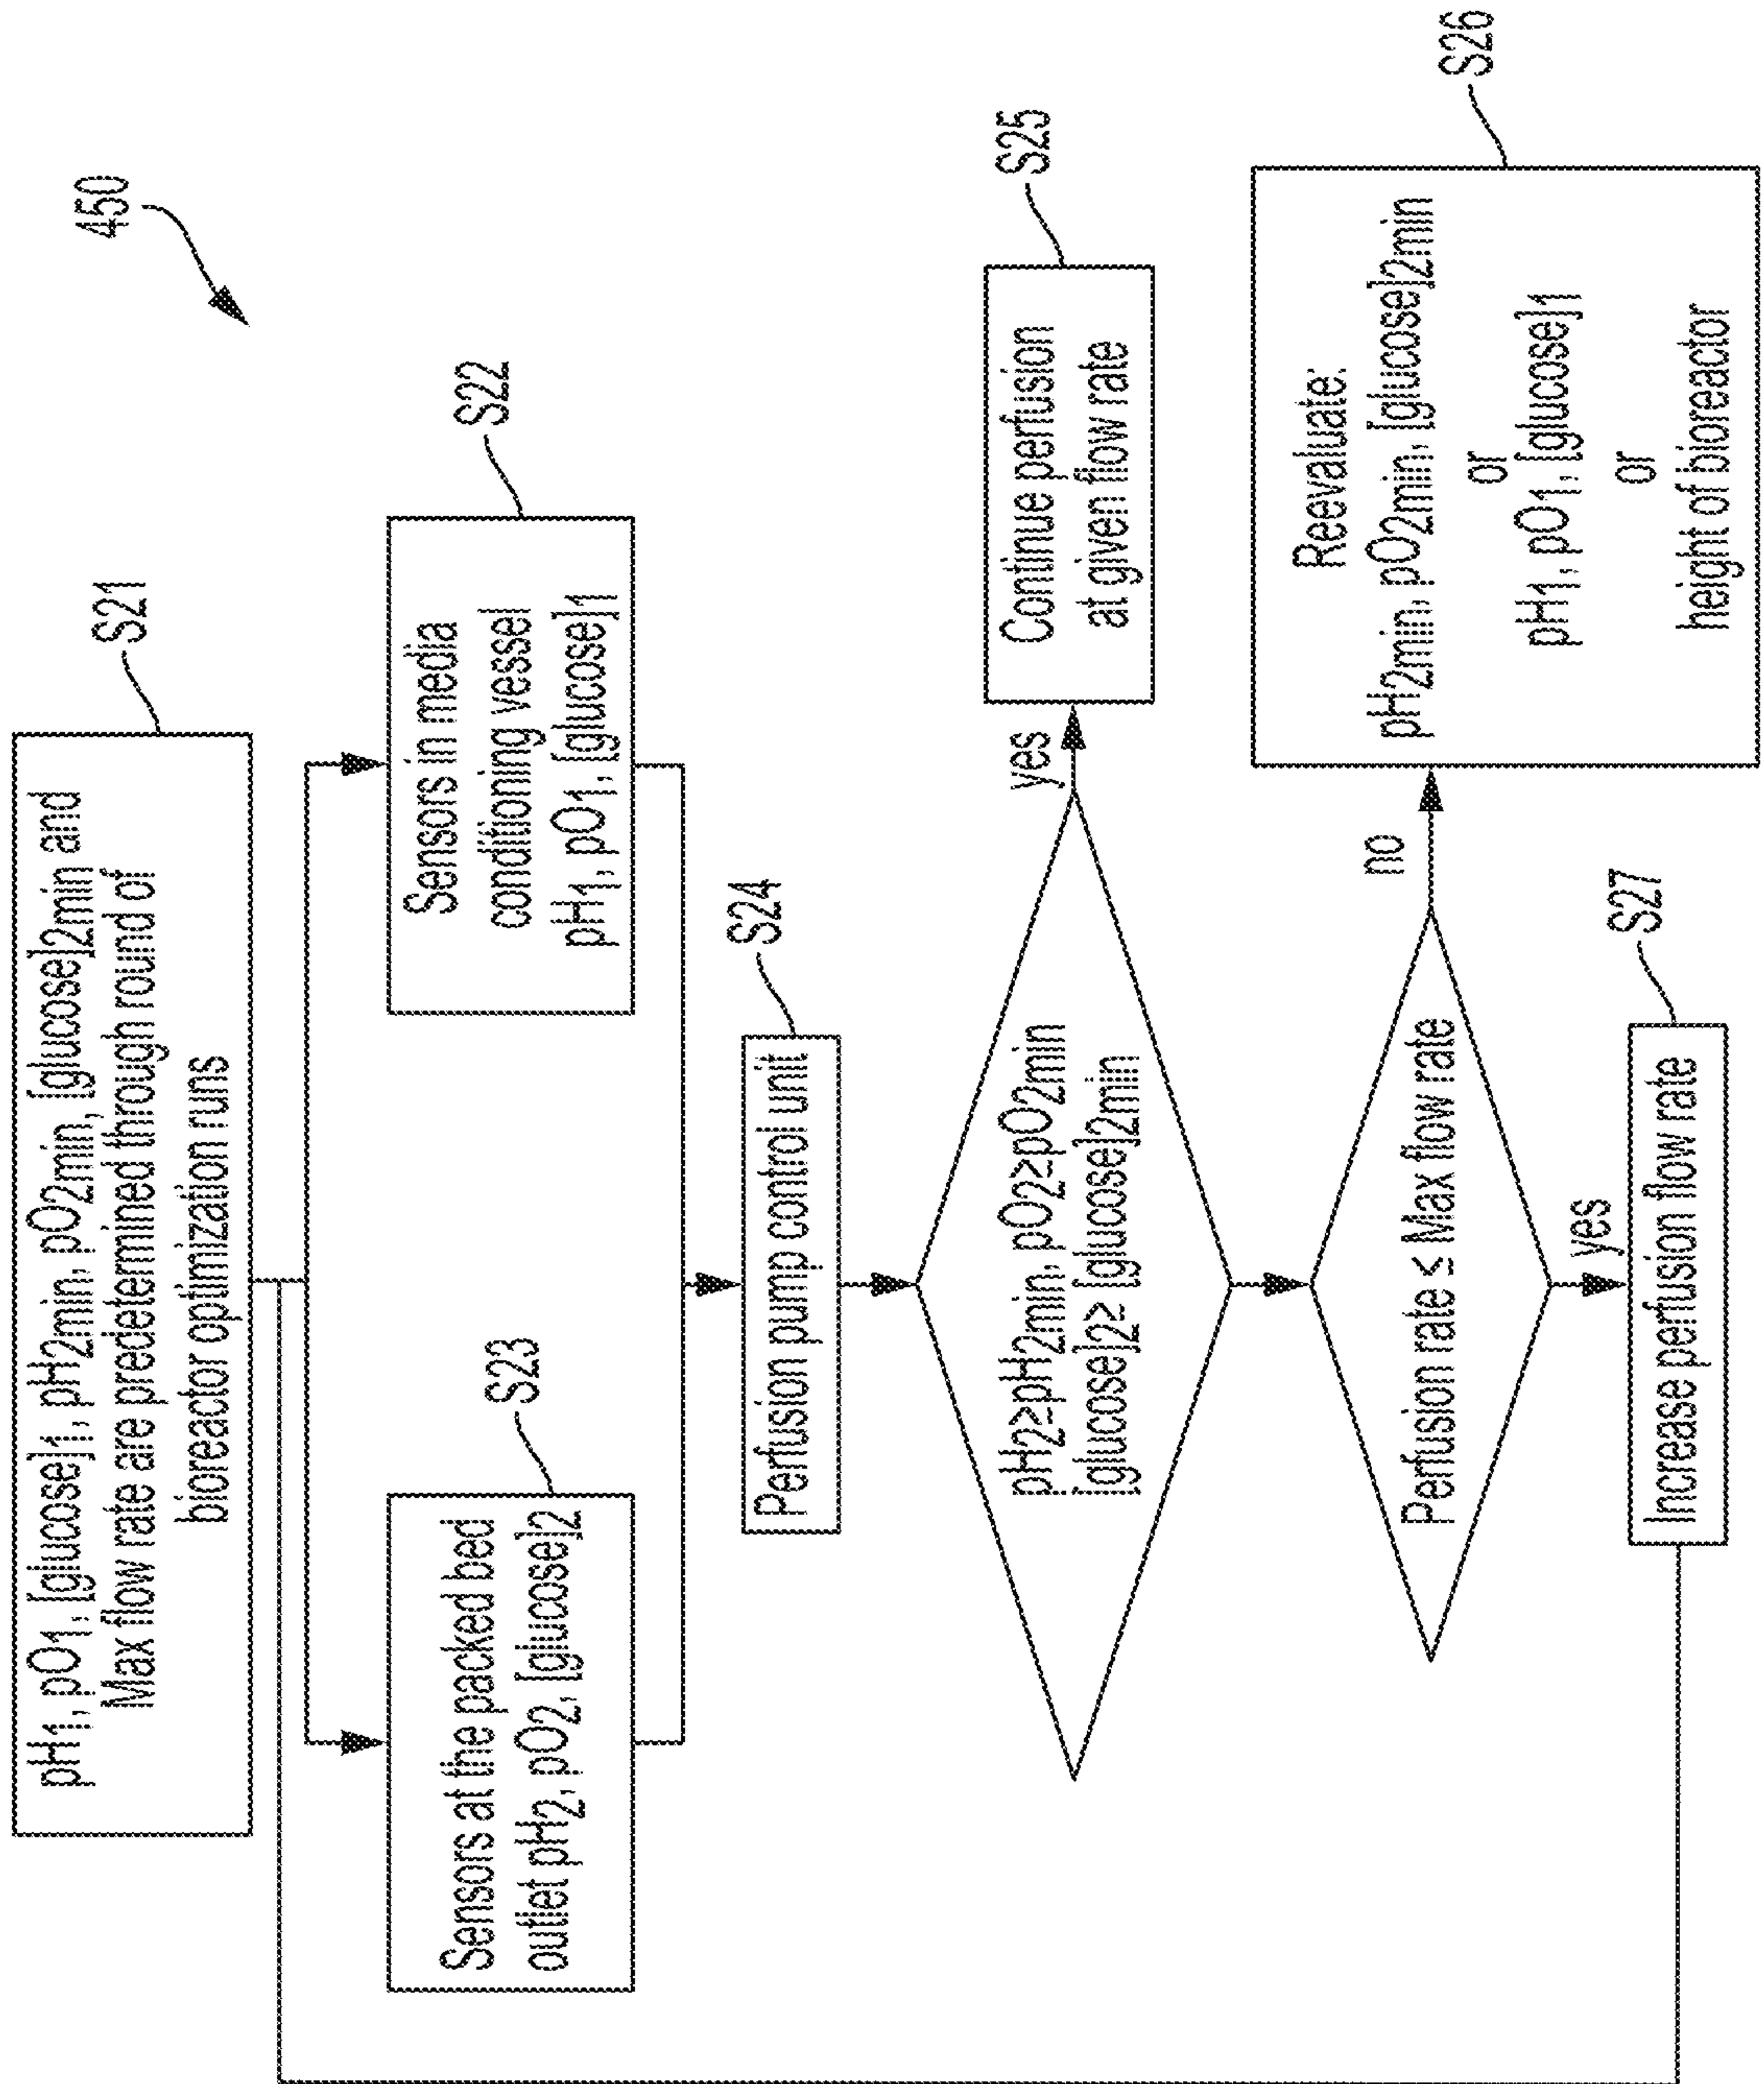 450
S21
pH1, pO1, [glucose]1, pH2min, pO2min, [glucose]2min and
Max flow rate are predetermined through round of
bioreactor optimization runs
S23
Sensors at the packed bed
outlet pH2, pO2, [glucose]2
S22
Sensors in media
conditioning vessel
pH1, pO1, [glucose]1
S24
Perfusion pump control unit
pH2≥pH2min, pO2≥pO2min
[glucose]2≥ [glucose]2min
yes
S25
Continue perfusion
at given flow rate
Perfusion rate ≤ Max flow rate
no
S26
Reevaluate:
pH2min, pO2min, [glucose]2min
or
pH1, pO1, [glucose]1
or
height of bioreactor
yes
S27
Increase perfusion flow rate